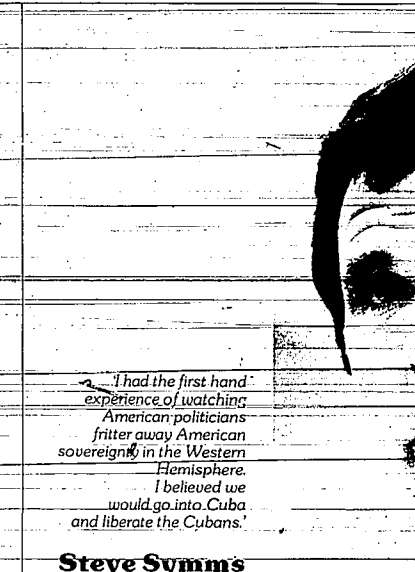 'I had the first hand
experience of watching
American politicians
fritter away American
sovereignty in the Western
Hemisphere.
I believed we
would go into Cuba
and liberate the Cubans.'
Steve Symms